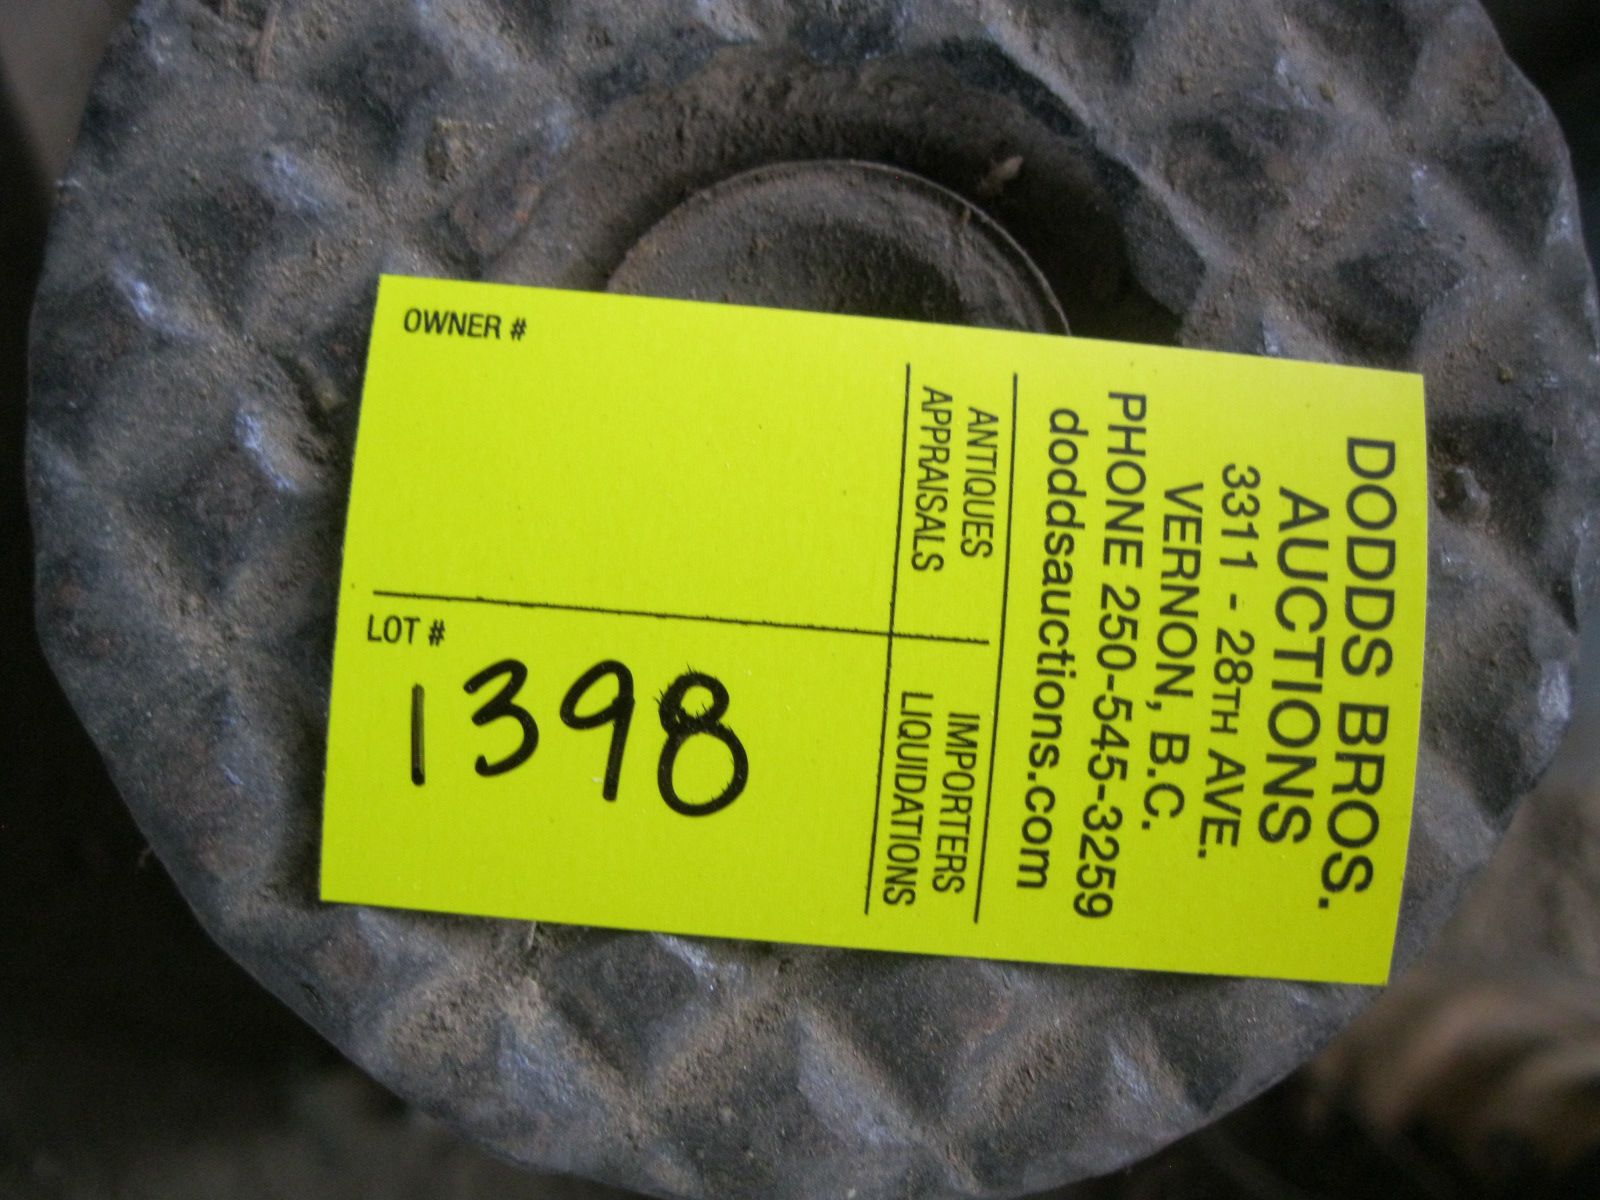 DODDS BROS.
AUCTIONS
3311 - 28TH AVE.
VERNON, B.C.
PHONE 250-545-3259
doddsauctions.com
ANTIQUES
APPRAISALS
IMPORTERS
LIQUIDATIONS
OWNER #
LOT #
1398